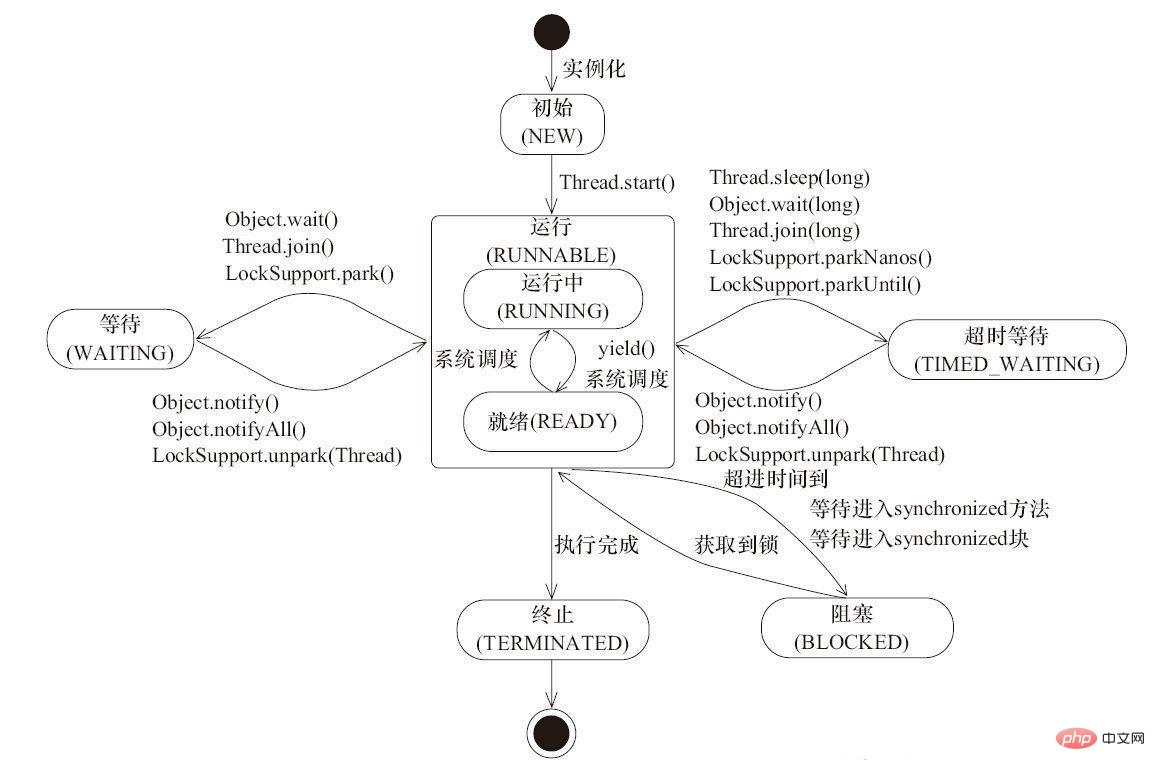 实例化
初始
(NEW)
Thread.start()
Object.wait()
Thread.join()
LockSupport.park()
Thread.sleep(long)
Object.wait(long)
Thread.join(long)
LockSupport.parkNanos()
LockSupport.parkUntil()
运行
(RUNNABLE)
运行中
(RUNNING)
等待
(WAITING)
系统调度
yield()
系统调度
超时等待
(TIMED_WAITING)
就绪(READY)
Object.notify()
Object.notifyAll()
LockSupport.unpark(Thread)
Object.notify()
Object.notifyAll()
LockSupport.unpark(Thread)
超进时间到
等待进入synchronized方法
等待进入synchronized块
执行完成
获取到锁
终止
(TERMINATED)
阻塞
(BLOCKED)
php 中文网